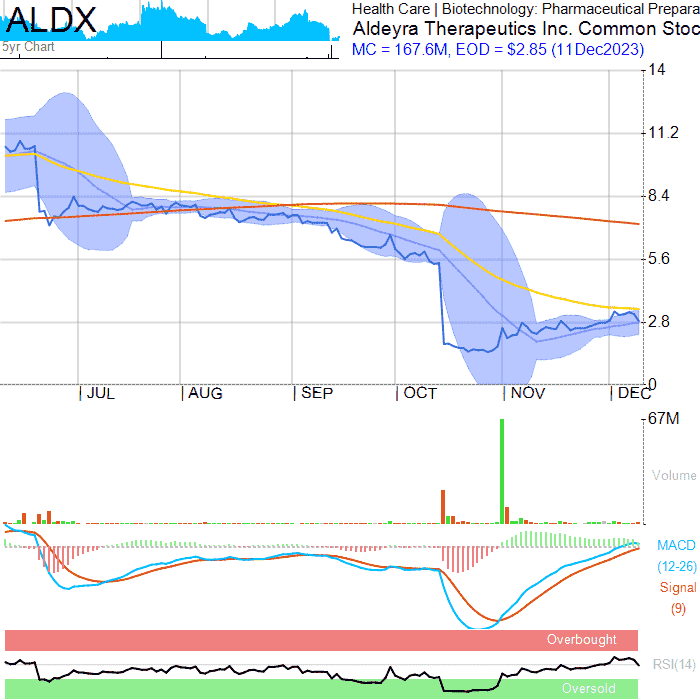 ALDX
5yr Chart
Health Care | Biotechnology: Pharmaceutical Prepara
Aldeyra Therapeutics Inc. Common Stoc
MC = 167.6M, EOD = $2.85 (11Dec2023)
14
11.2
8.4
5.6
2.8
0
JUL
AUG
SEP
OCT
NOV
DEC
67M
Volume
MACD
(12-26)
Signal
(9)
Overbought
RSI(14)
Oversold